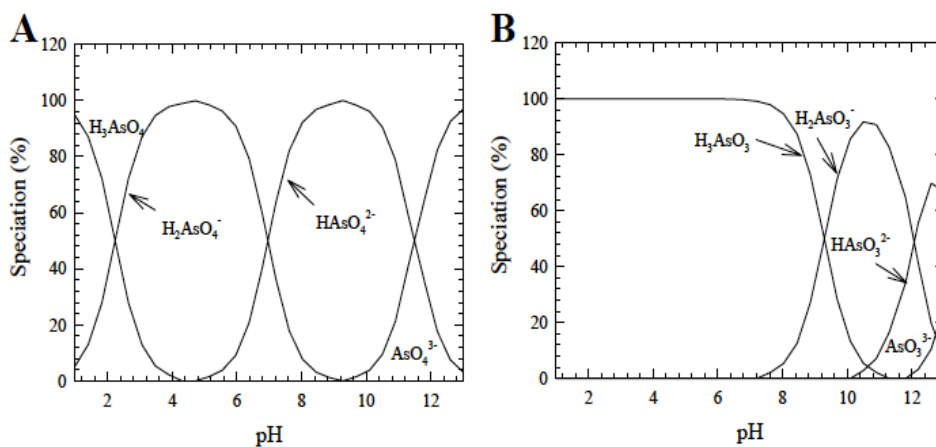 A
Speciation (%)
120
100
80
60
40
20
0
H₃AsO₄
H₂AsO₄⁻
HAsO₄²⁻
AsO₄³⁻
2 4 6 8 10 12
pH
B
Speciation (%)
120
100
80
60
40
20
0
H₂AsO₃⁻
H₃AsO₃
HAsO₃²⁻
AsO₃³⁻
2 4 6 8 10 12
pH